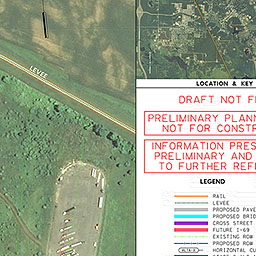 LEVEE
LOCATION & KEY
DRAFT NOT F
PRELIMINARY PLANN
NOT FOR CONSTR
INFORMATION PRES
PRELIMINARY AND
TO FURTHER REF
LEGEND
RAIL
LEVEE
PROPOSED PAVE
PROPOSED BRID
CROSS STREET
FUTURE I-69
EXISTING ROW
PROPOSED ROW
HORIZONTAL CU